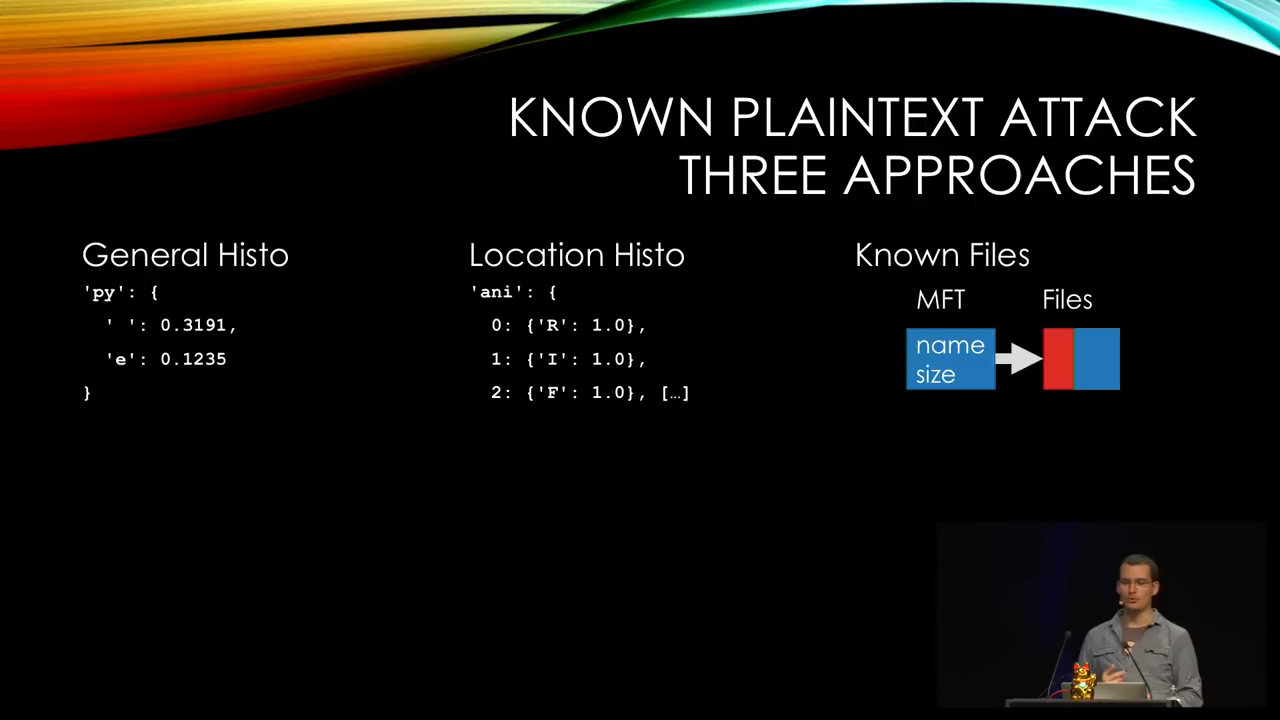 KNOWN PLAINTEXT ATTACK
THREE APPROACHES
General Histo
'py': {
' ': 0.3191,
'e': 0.1235
}
Location Histo
'ani': {
0: {'R': 1.0},
1: {'I': 1.0},
2: {'F': 1.0}, […]
Known Files
MFT
Files
name
size